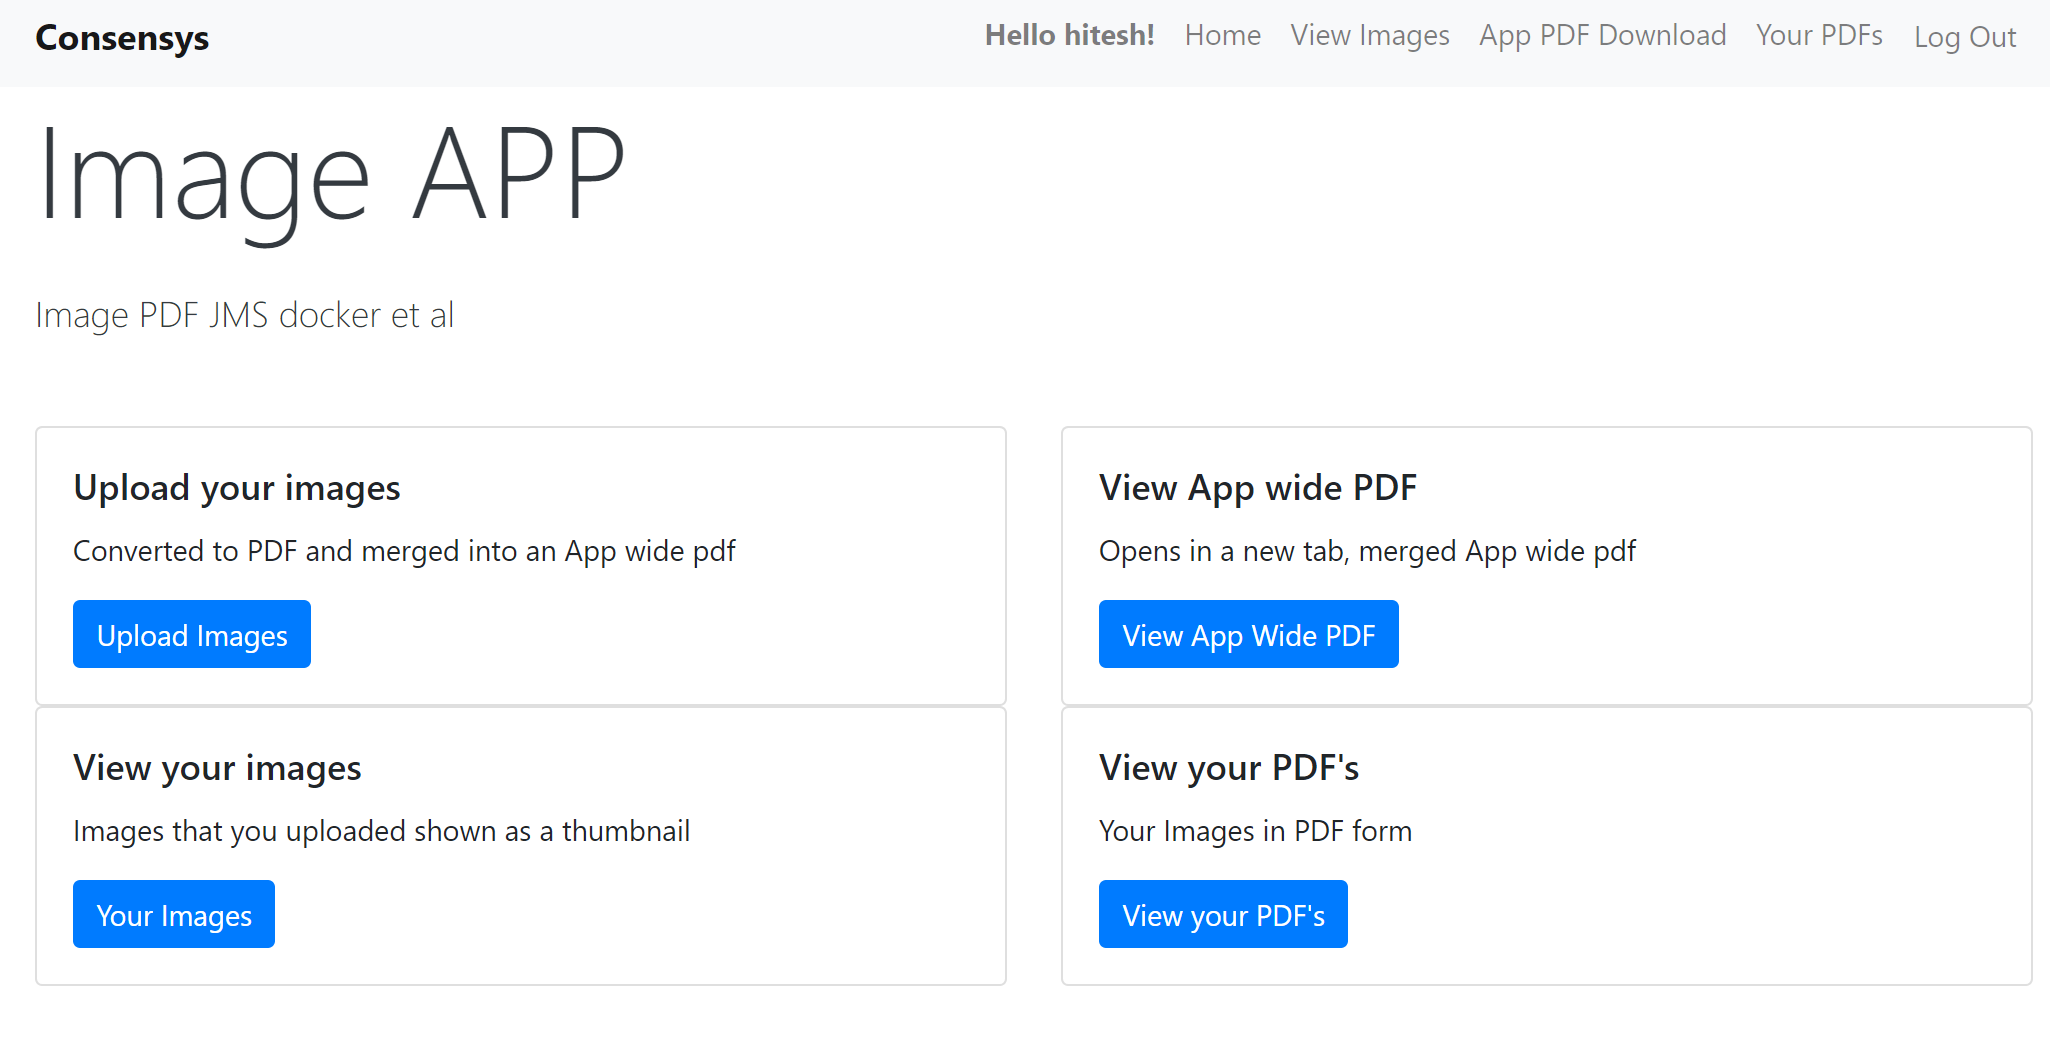 Consensys
Hello hitesh! Home View Images App PDF Download Your PDFs Log Out
Image APP
Image PDF JMS docker et al
Upload your images
Converted to PDF and merged into an App wide pdf
Upload Images
View App wide PDF
Opens in a new tab, merged App wide pdf
View App Wide PDF
View your images
Images that you uploaded shown as a thumbnail
Your Images
View your PDF's
Your Images in PDF form
View your PDF's